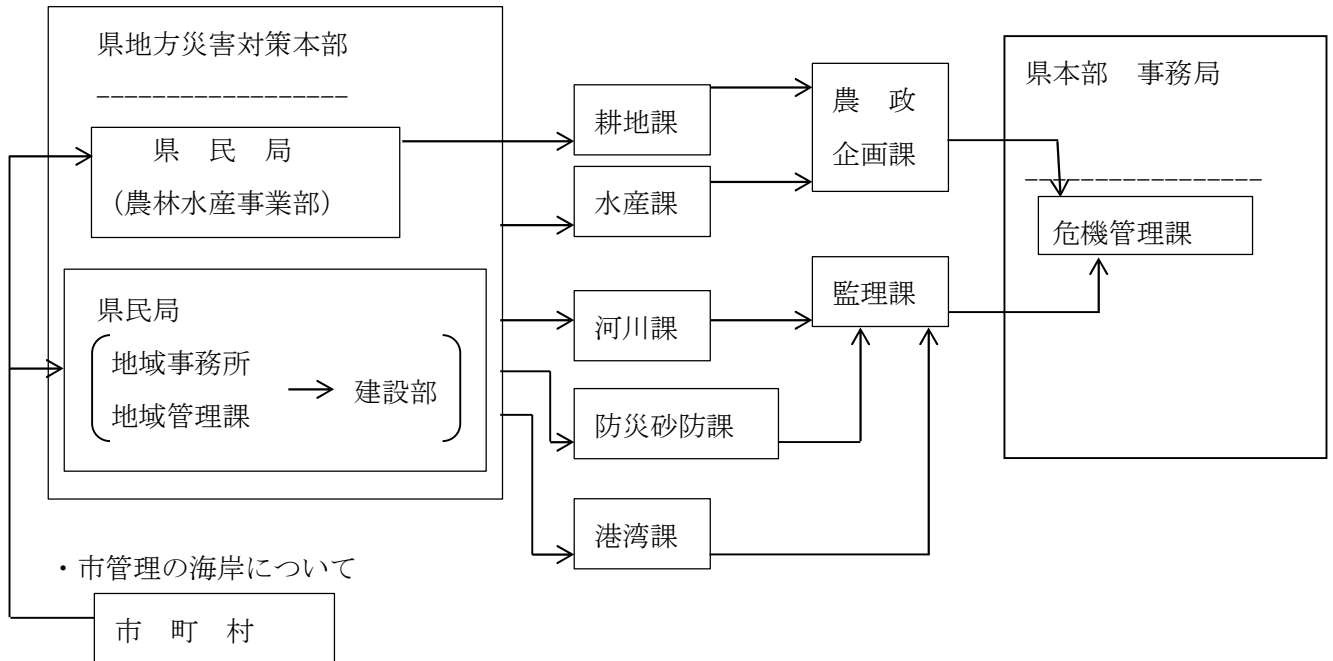 県地方災害対策本部
県　民　局
(農林水産事業部)
県民局
地域事務所
地域管理課
建設部
・市管理の海岸について
市　町　村
耕地課
水産課
河川課
防災砂防課
港湾課
農　政
企画課
監理課
県本部　事務局
危機管理課